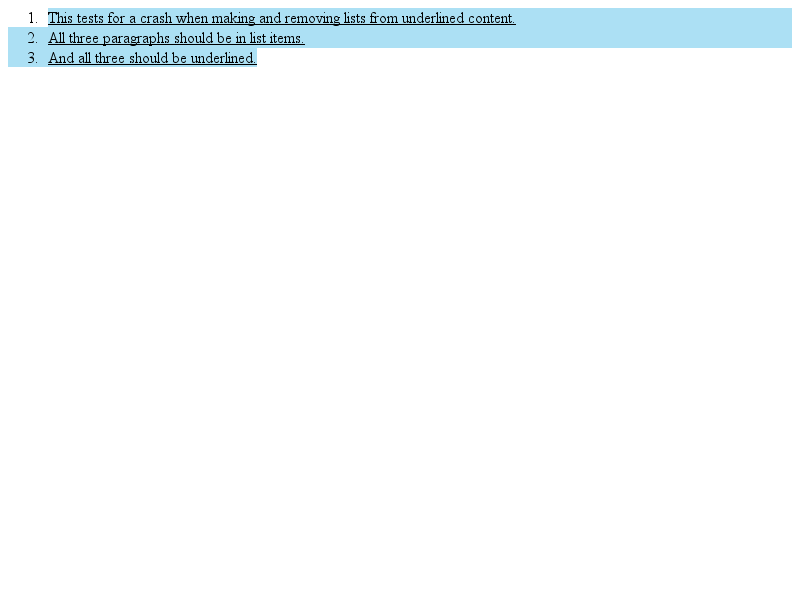 1. This tests for a crash when making and removing lists from underlined content.
2. All three paragraphs should be in list items.
3. And all three should be underlined.